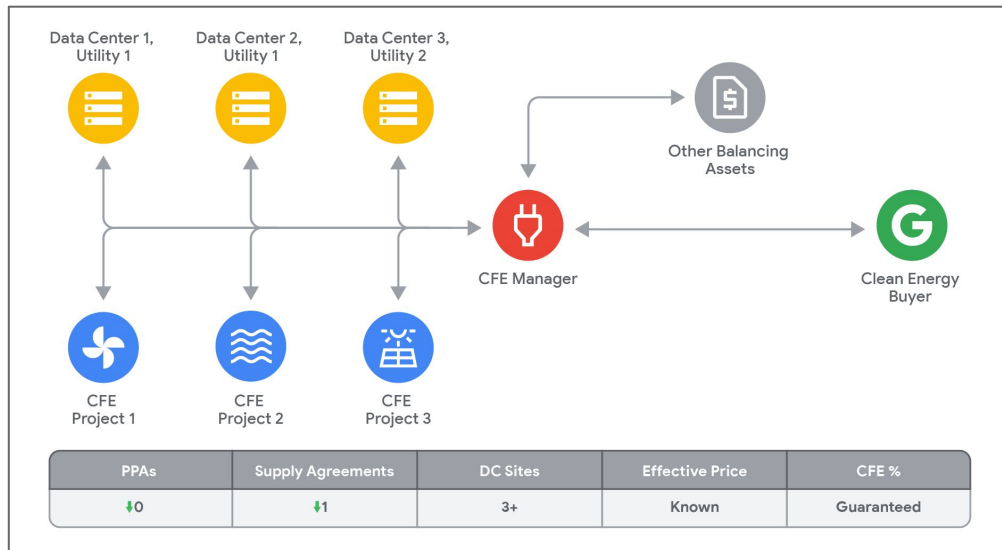 Data Center 1,
Utility 1
Data Center 2,
Utility 1
Data Center 3,
Utility 2
$
Other Balancing
Assets
CFE Manager
G
Clean Energy
Buyer
CFE
Project 1
CFE
Project 2
CFE
Project 3
PPAs Supply Agreements DC Sites Effective Price CFE %
⬇0 ⬇1 3+ Known Guaranteed